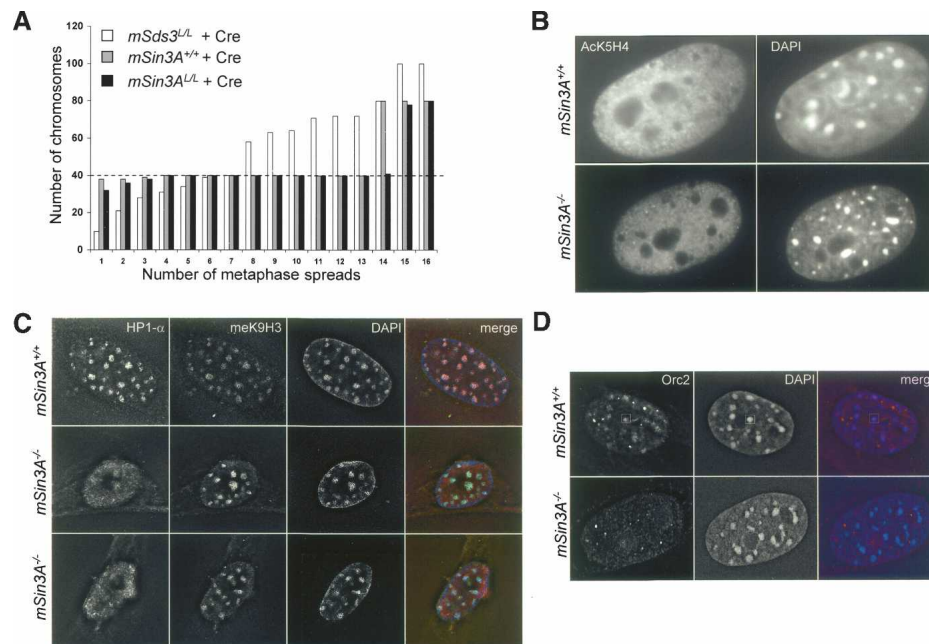 A
mSds3L/L + Cre
mSin3A+/+ + Cre
mSin3AL/L + Cre
Number of chromosomes
120
100
80
60
40
20
0
1 2 3 4 5 6 7 8 9 10 11 12 13 14 15 16
Number of metaphase spreads
B
AcK5H4 DAPI
mSin3A+/+
mSin3A-/-
C
HP1-α meK9H3 DAPI merge
mSin3A+/+
mSin3A-/-
mSin3A-/-
D
Orc2 DAPI merg
mSin3A+/+
mSin3A-/-